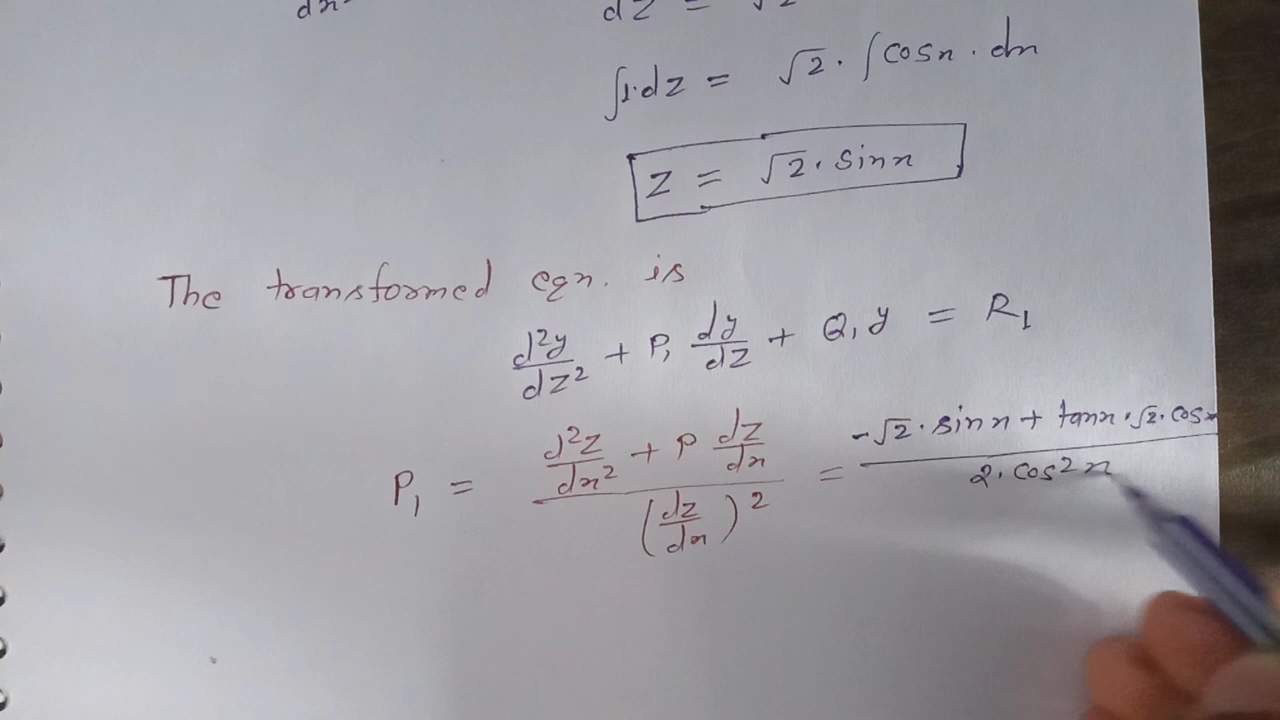 ∫1·dz = √2 · ∫cosx · dx
z = √2 · sinx
The transformed eqn. is
d²y/dz² + P₁ dy/dz + Q₁y = R₁
P₁ = (d²z/dx² + P dz/dx) / (dz/dx)² = (-√2 · sinx + tanx · √2 · cosx) / (2 · cos²x)